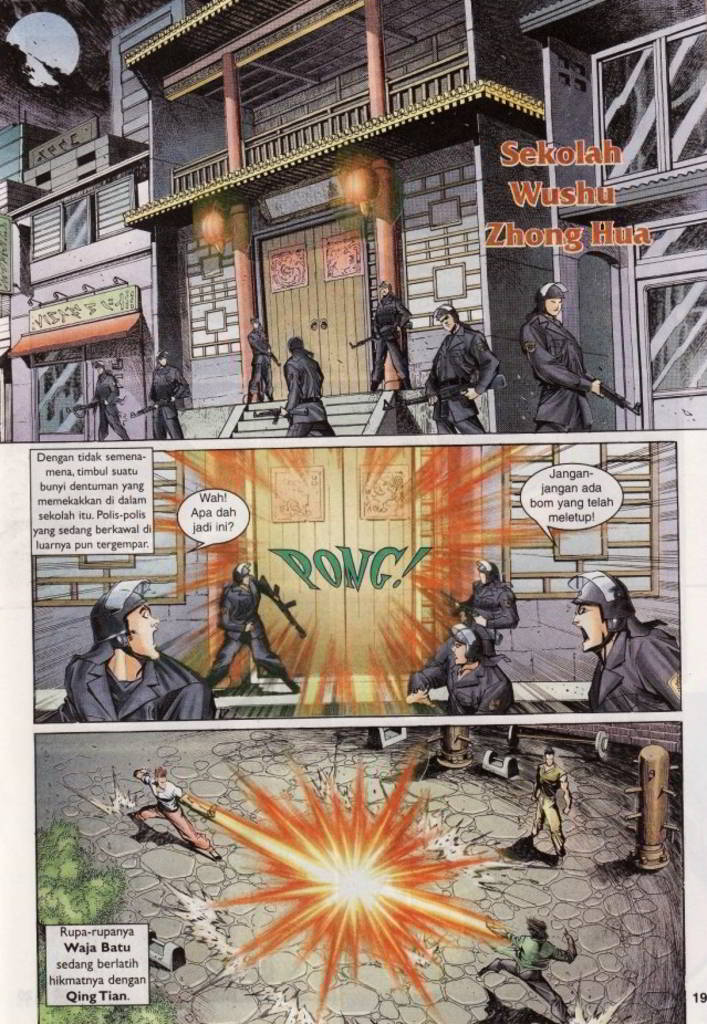 Sekolah
Wushu
Zhong Hua
Dengan tidak semena-
mena, timbul suatu
bunyi dentuman yang
memekakkan di dalam
sekolah itu. Polis-polis
yang sedang berkawal di
luarnya pun tergempar.
Wah!
Apa dah
jadi ini?
Jangan-
jangan ada
bom yang telah
meletup!
PONG!
Rupa-rupanya
Waja Batu
sedang berlatih
hikmatnya dengan
Qing Tian.
19